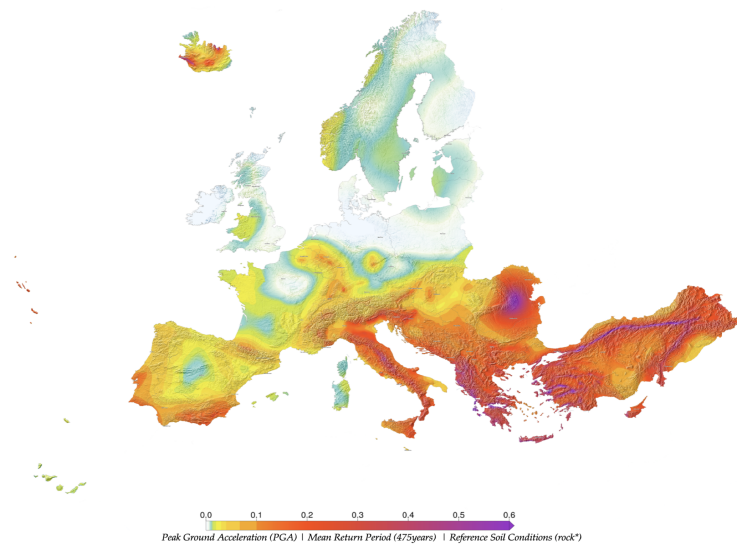 0,0 0,1 0,2 0,3 0,4 0,5 0,6
Peak Ground Acceleration (PGA) | Mean Return Period (475years) | Reference Soil Conditions (rock*)